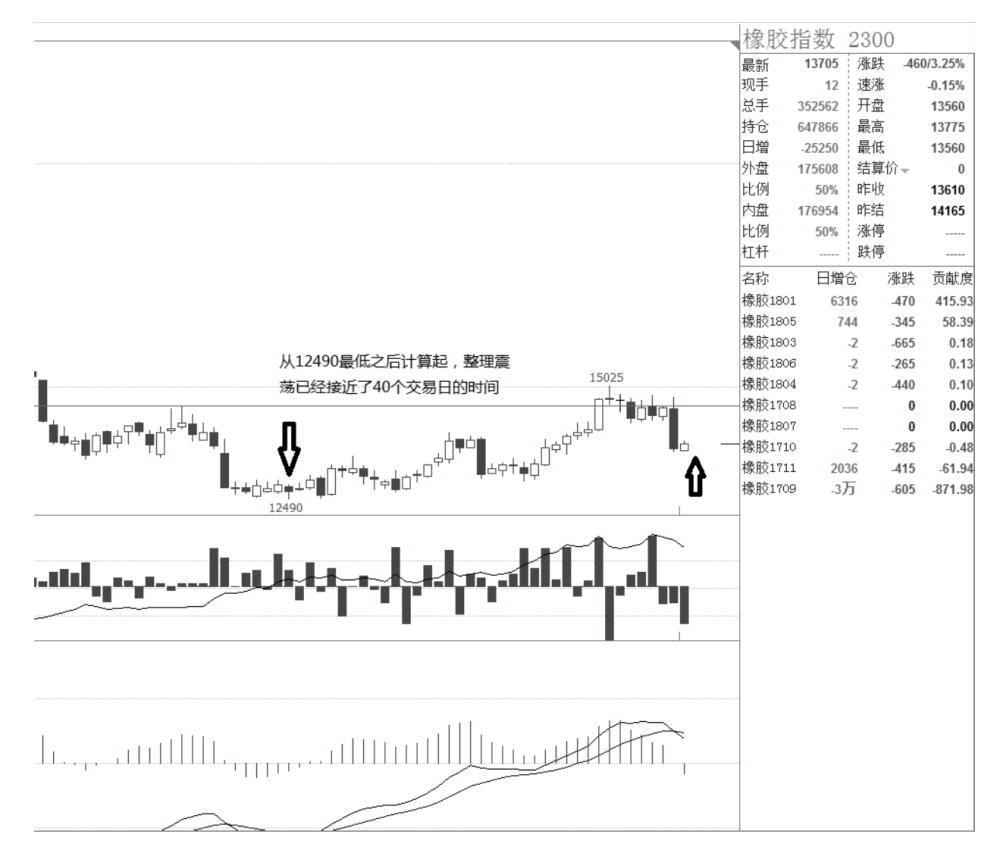 橡胶指数 2300
最新 13705 涨跌 -460/3.25%
现手 12 速涨 -0.15%
总手 352562 开盘 13560
持仓 647866 最高 13775
日增 -25250 最低 13560
外盘 175608 结算价 0
比例 50% 昨收 13610
内盘 176954 昨结 14165
比例 50% 涨停 -----
杠杆 ----- 跌停 -----
名称 日增仓 涨跌 贡献度
橡胶1801 6316 -470 415.93
橡胶1805 744 -345 58.39
橡胶1803 -2 -665 0.18
橡胶1806 -2 -265 0.13
橡胶1804 -2 -440 0.10
橡胶1708 ---- 0 0.00
橡胶1807 ---- 0 0.00
橡胶1710 -2 -285 -0.48
橡胶1711 2036 -415 -61.94
橡胶1709 -3万 -605 -871.98
从12490最低之后计算起，整理震
荡已经接近了40个交易日的时间
15025
12490